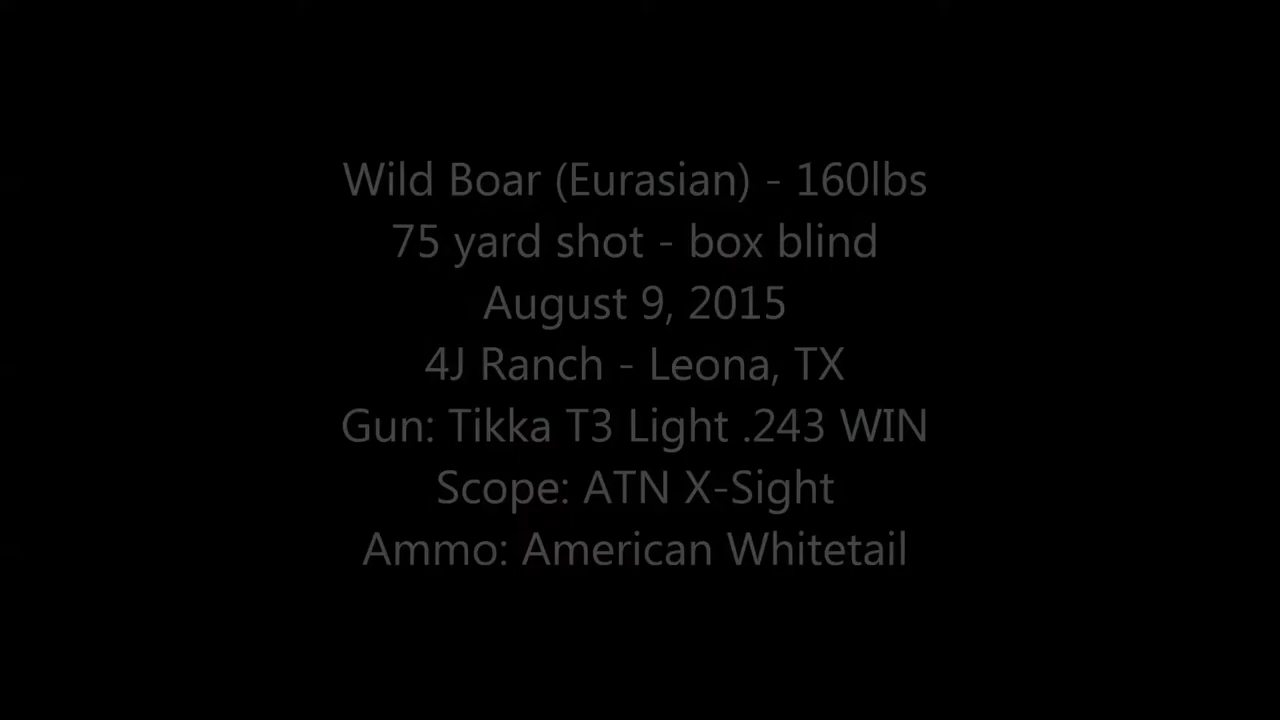 Wild Boar (Eurasian) - 160lbs
75 yard shot - box blind
August 9, 2015
4J Ranch - Leona, TX
Gun: Tikka T3 Light .243 WIN
Scope: ATN X-Sight
Ammo: American Whitetail